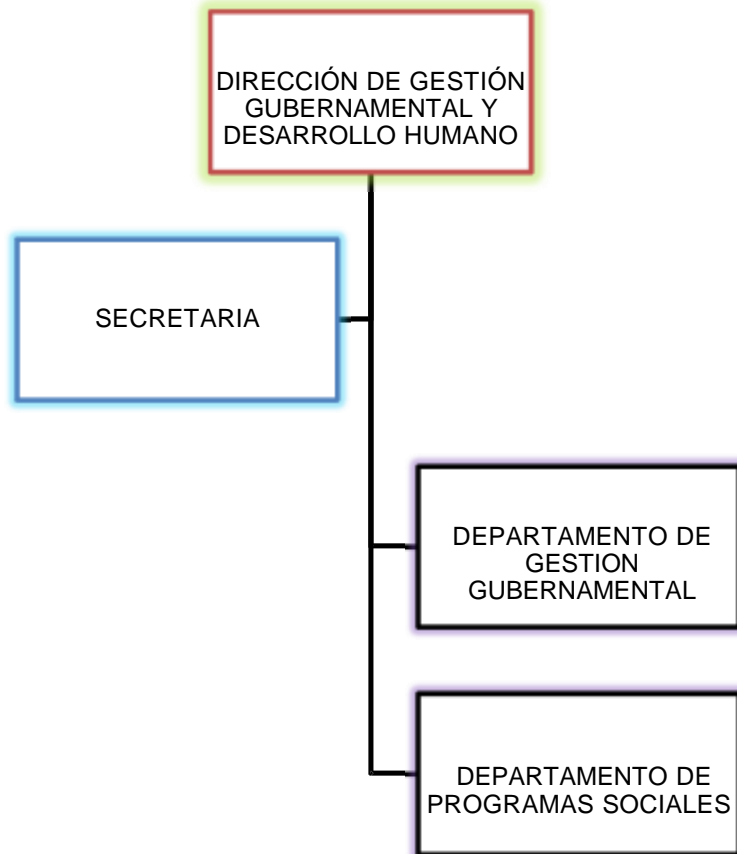 DIRECCIÓN DE GESTIÓN
GUBERNAMENTAL Y
DESARROLLO HUMANO
SECRETARIA
DEPARTAMENTO DE
GESTION
GUBERNAMENTAL
DEPARTAMENTO DE
PROGRAMAS SOCIALES